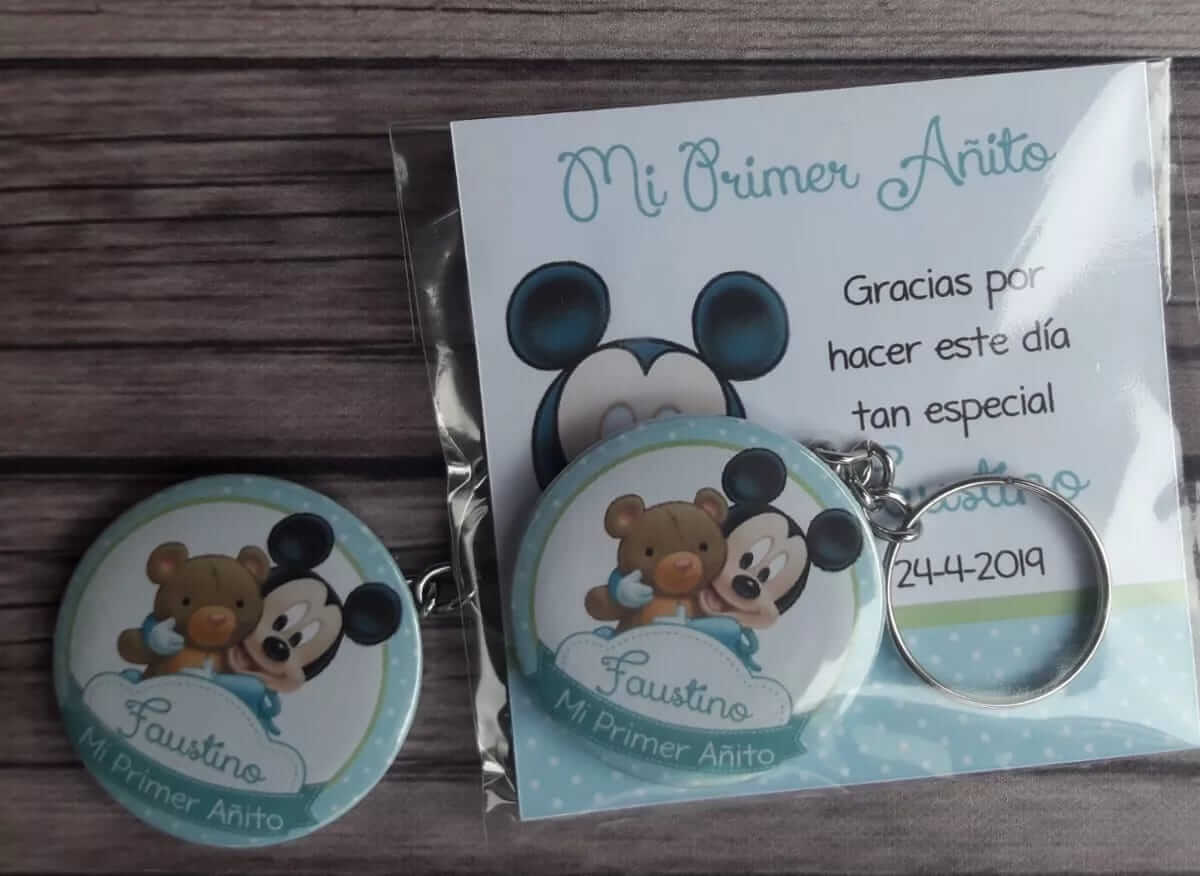 Mi Primer Añito
Gracias por
hacer este día
tan especial
24-4-2019
Faustino
Mi Primer Añito
Faustino
Mi Primer Añito